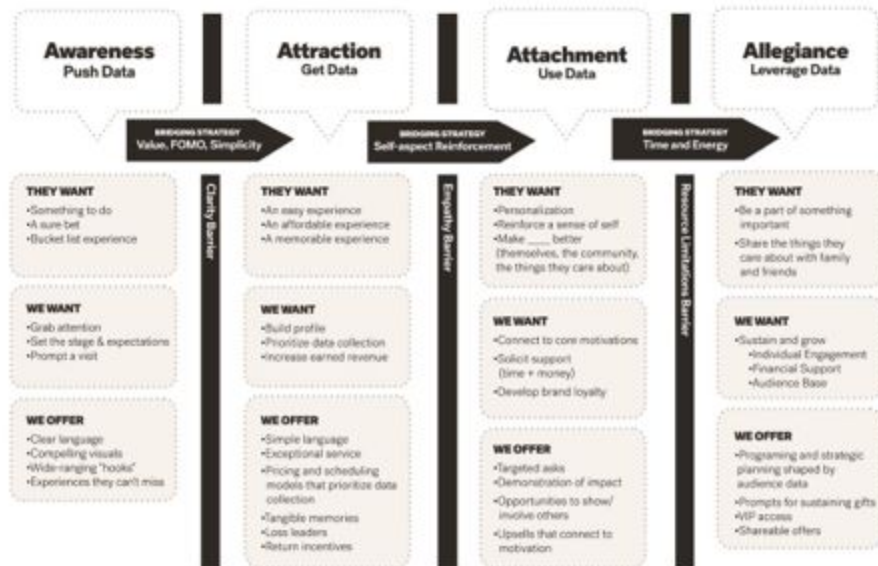 Awareness
Push Data
Attraction
Get Data
Attachment
Use Data
Allegiance
Leverage Data
BRIDGING STRATEGY
Value, FOMO, Simplicity
BRIDGING STRATEGY
Self-aspect Reinforcement
BRIDGING STRATEGY
Time and Energy
THEY WANT
•Something to do
•A sure bet
•Bucket list experience
WE WANT
•Grab attention
•Set the stage & expectations
•Prompt a visit
WE OFFER
•Clear language
•Compelling visuals
•Wide-ranging "hooks"
•Experiences they can't miss
Clarity Barrier
THEY WANT
•An easy experience
•An affordable experience
•A memorable experience
WE WANT
•Build profile
•Prioritize data collection
•Increase earned revenue
WE OFFER
•Simple language
•Exceptional service
•Pricing and scheduling
models that prioritize data
collection
•Tangible memories
•Loss leaders
•Return incentives
Empathy Barrier
THEY WANT
•Personalization
•Reinforce a sense of self
•Make ____ better
(themselves, the community,
the things they care about)
WE WANT
•Connect to core motivations
•Solicit support
(time + money)
•Develop brand loyalty
WE OFFER
•Targeted asks
•Demonstration of impact
•Opportunities to show/
involve others
•Upsells that connect to
motivation
Resource Limitations Barrier
THEY WANT
•Be a part of something
important
•Share the things they
care about with family
and friends
WE WANT
•Sustain and grow
•Individual Engagement
•Financial Support
•Audience Base
WE OFFER
•Programing and strategic
planning shaped by
audience data
•Prompts for sustaining gifts
•VIP access
•Shareable offers